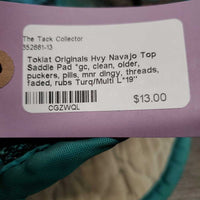 The Tack Collector
352661-13
Toklat Originals Hvy Navajo Top
Saddle Pad *gc, clean, older,
puckers, pills, mnr dingy, threads,
faded, rubs Turq/Multi L*19"
CGZWQL
$13.00